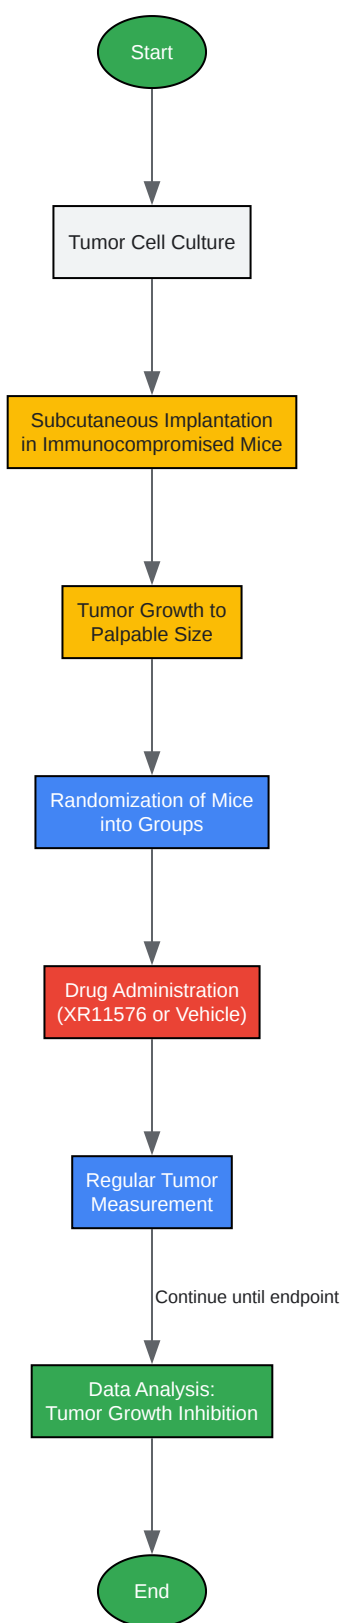 Start
Tumor Cell Culture
Subcutaneous Implantation
in Immunocompromised Mice
Tumor Growth to
Palpable Size
Randomization of Mice
into Groups
Drug Administration
(XR11576 or Vehicle)
Regular Tumor
Measurement
Continue until endpoint
Data Analysis:
Tumor Growth Inhibition
End